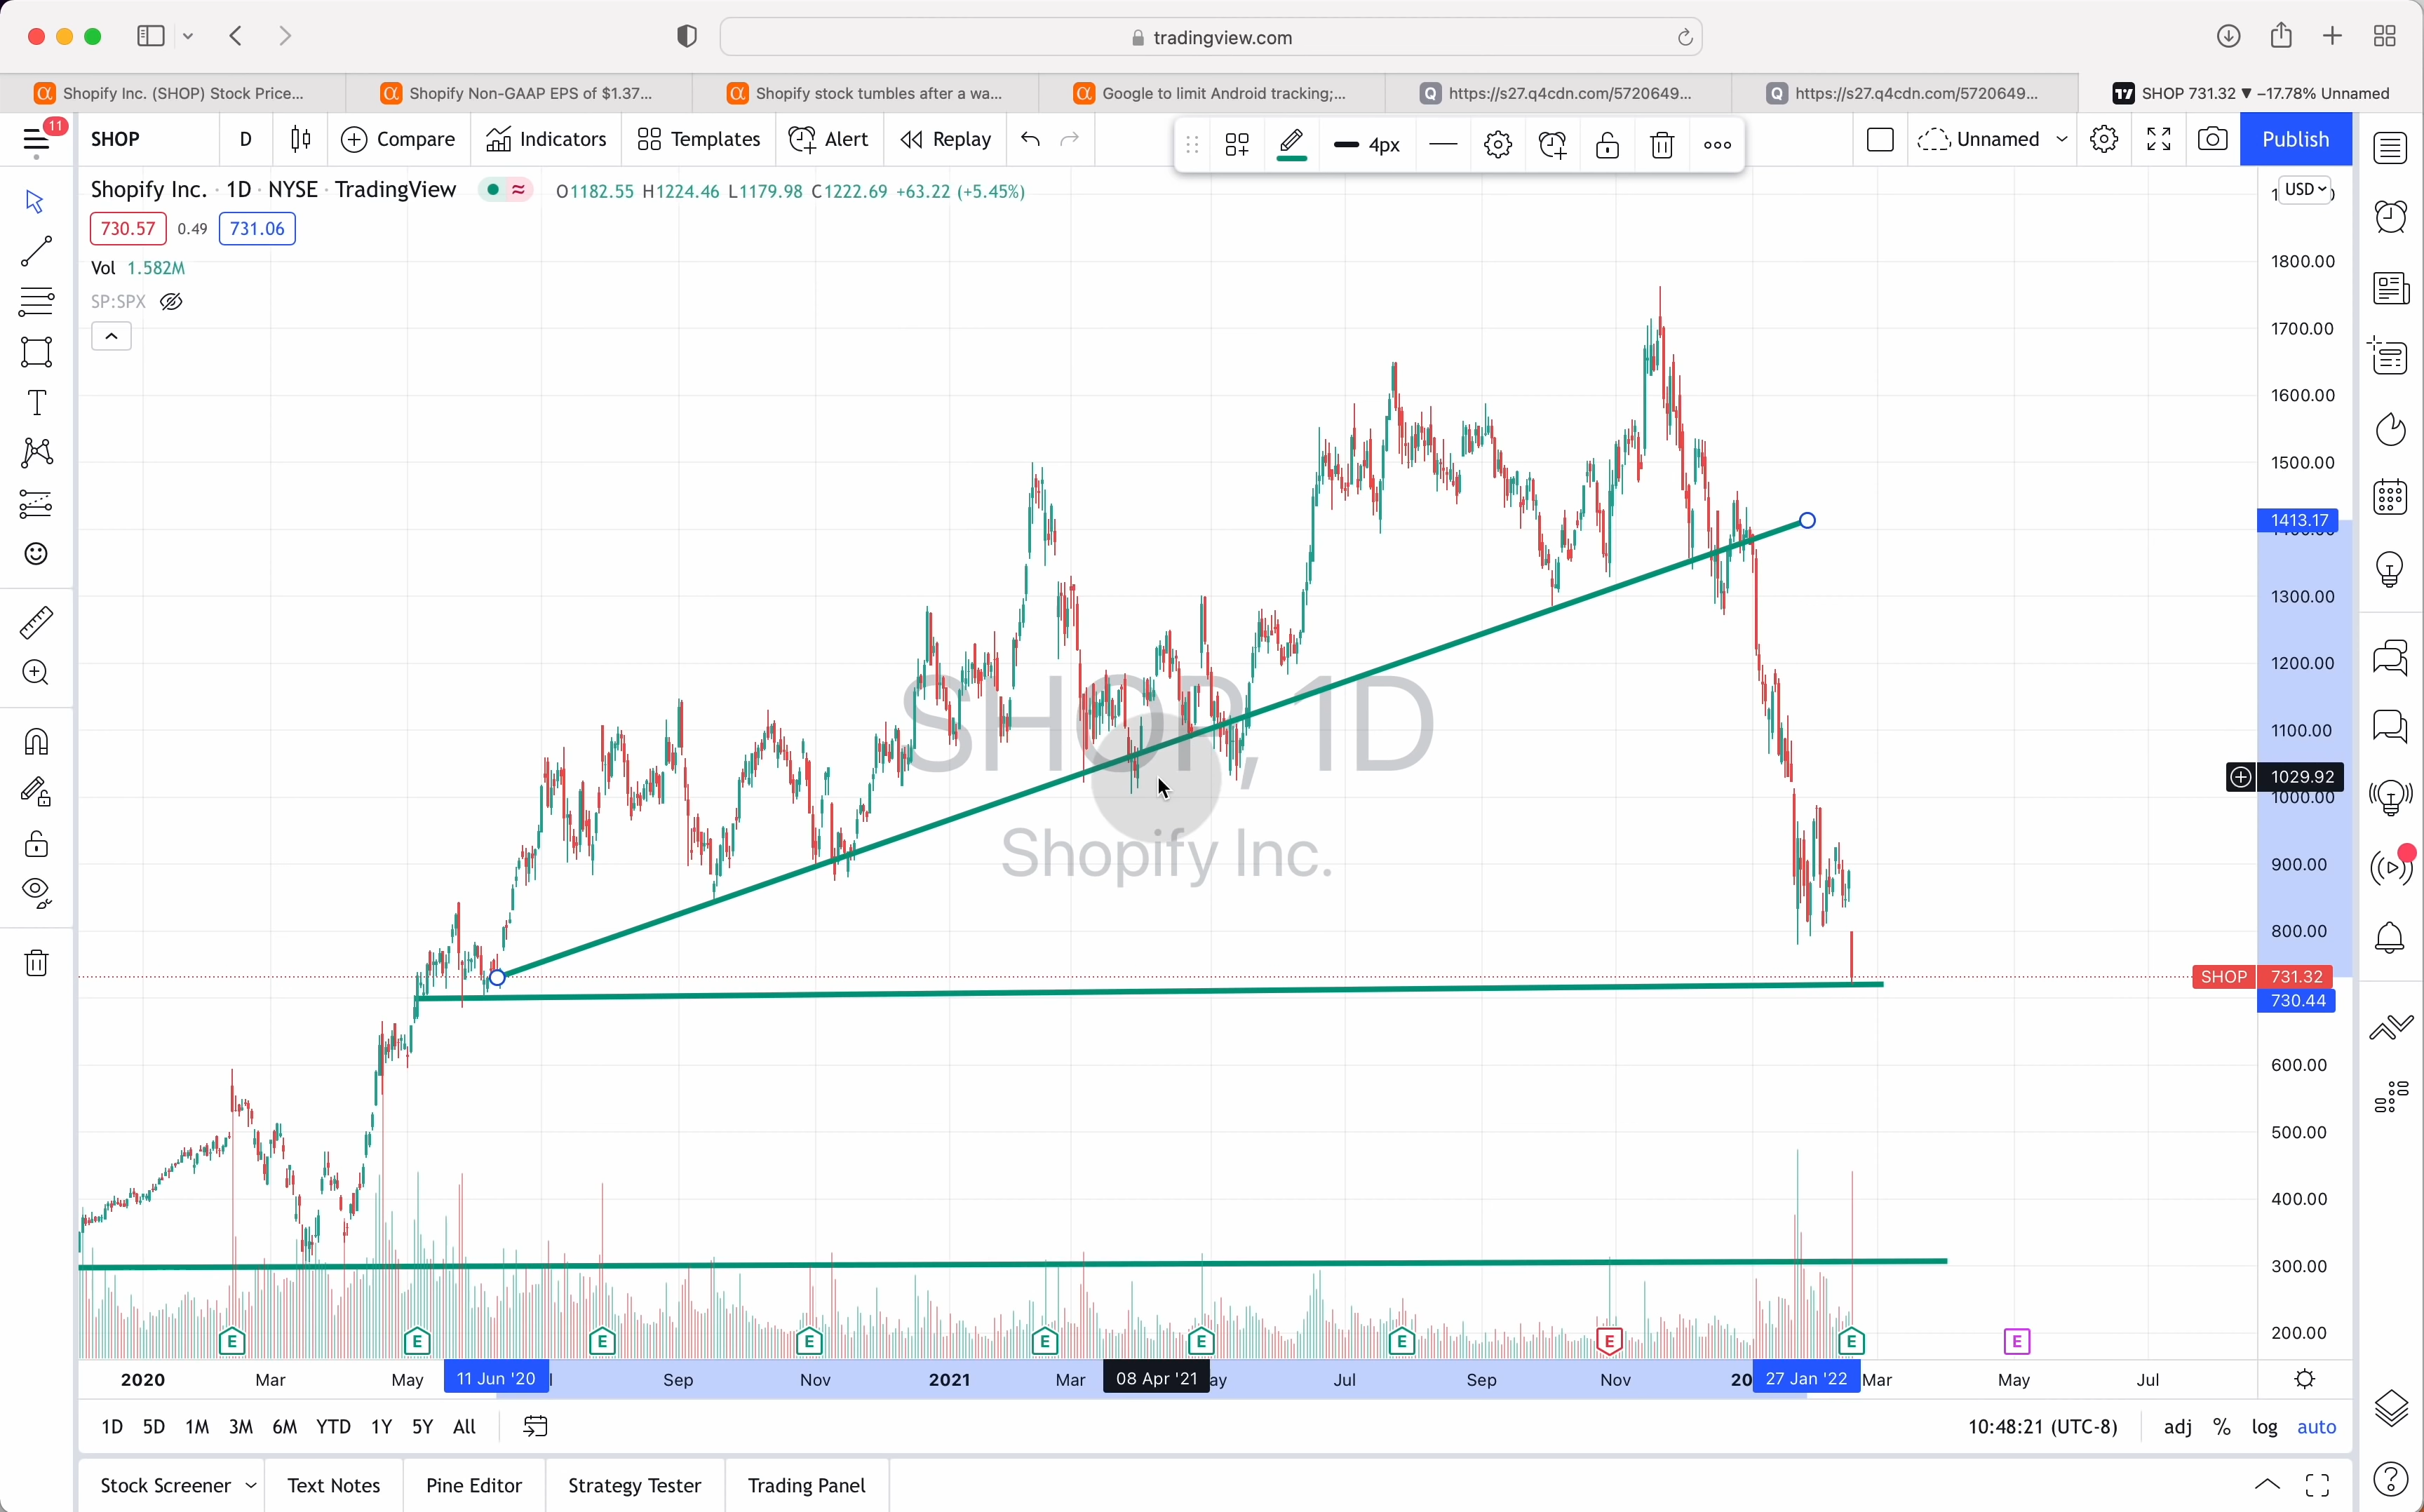 tradingview.com
Shopify Inc. (SHOP) Stock Price...
Shopify Non-GAAP EPS of $1.37...
Shopify stock tumbles after a wa...
Google to limit Android tracking;...
https://s27.q4cdn.com/5720649...
https://s27.q4cdn.com/5720649...
SHOP 731.32 ▼ −17.78% Unnamed
11
SHOP
D
Compare
Indicators
Templates
Alert
Replay
4px
Unnamed
Publish
Shopify Inc. · 1D · NYSE · TradingView
O1182.55 H1224.46 L1179.98 C1222.69 +63.22 (+5.45%)
USD
730.57 0.49 731.06
Vol 1.582M
SP:SPX
1800.00
1700.00
1600.00
1500.00
1413.17
1300.00
1200.00
1100.00
1029.92
1000.00
900.00
800.00
SHOP 731.32
730.44
600.00
500.00
400.00
300.00
200.00
SHOP, 1D
Shopify Inc.
E E E E E E E E E E
2020 Mar May 11 Jun '20 Sep Nov 2021 Mar 08 Apr '21 ay Jul Sep Nov 20 27 Jan '22 Mar May Jul
1D 5D 1M 3M 6M YTD 1Y 5Y All
10:48:21 (UTC-8)
adj % log auto
Stock Screener
Text Notes
Pine Editor
Strategy Tester
Trading Panel